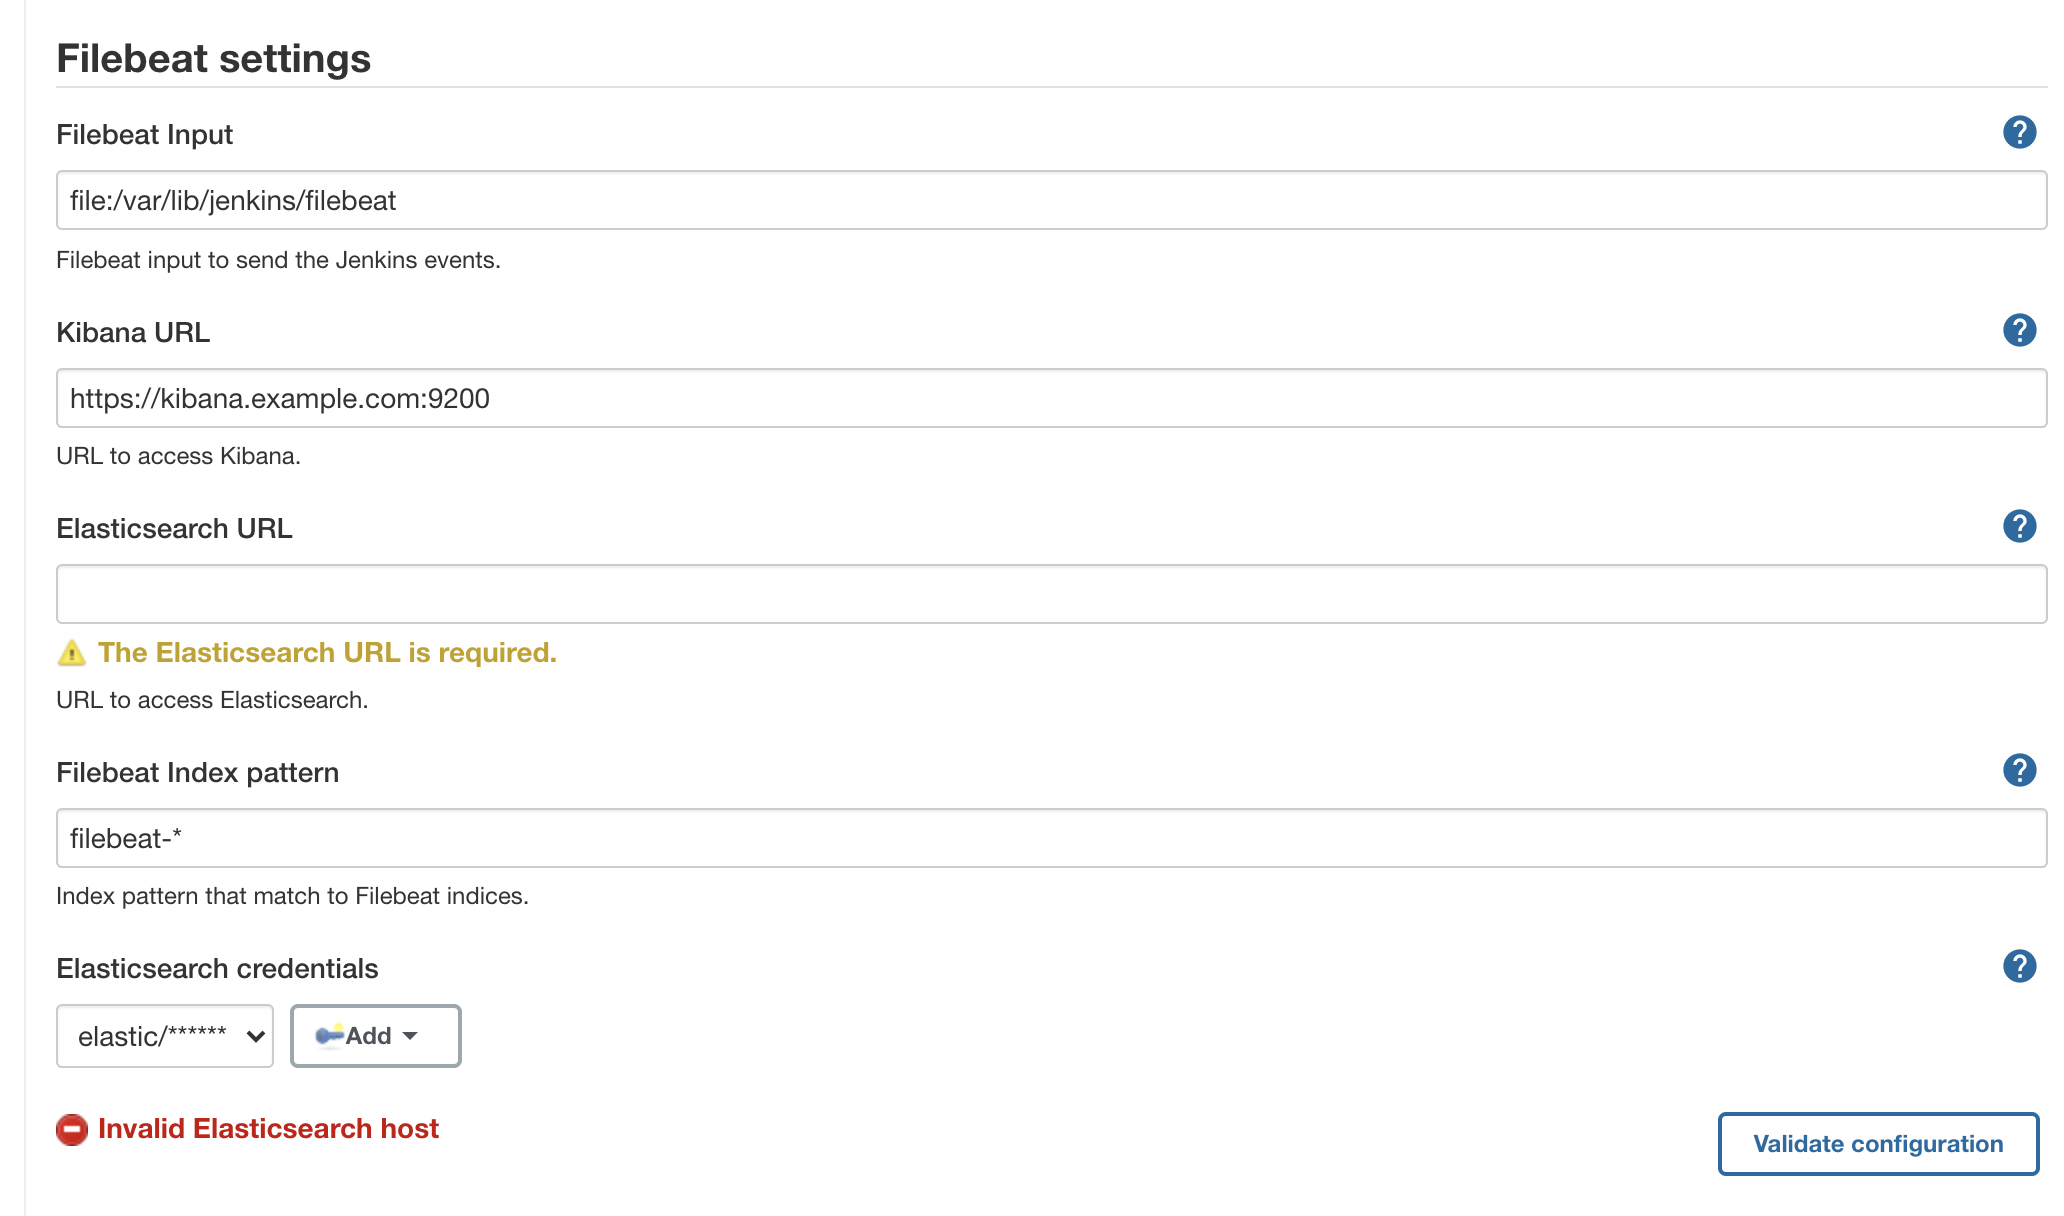 Filebeat settings
Filebeat Input
file:/var/lib/jenkins/filebeat
Filebeat input to send the Jenkins events.
Kibana URL
https://kibana.example.com:9200
URL to access Kibana.
Elasticsearch URL
The Elasticsearch URL is required.
URL to access Elasticsearch.
Filebeat Index pattern
filebeat-*
Index pattern that match to Filebeat indices.
Elasticsearch credentials
elastic/****** Add
Invalid Elasticsearch host
Validate configuration